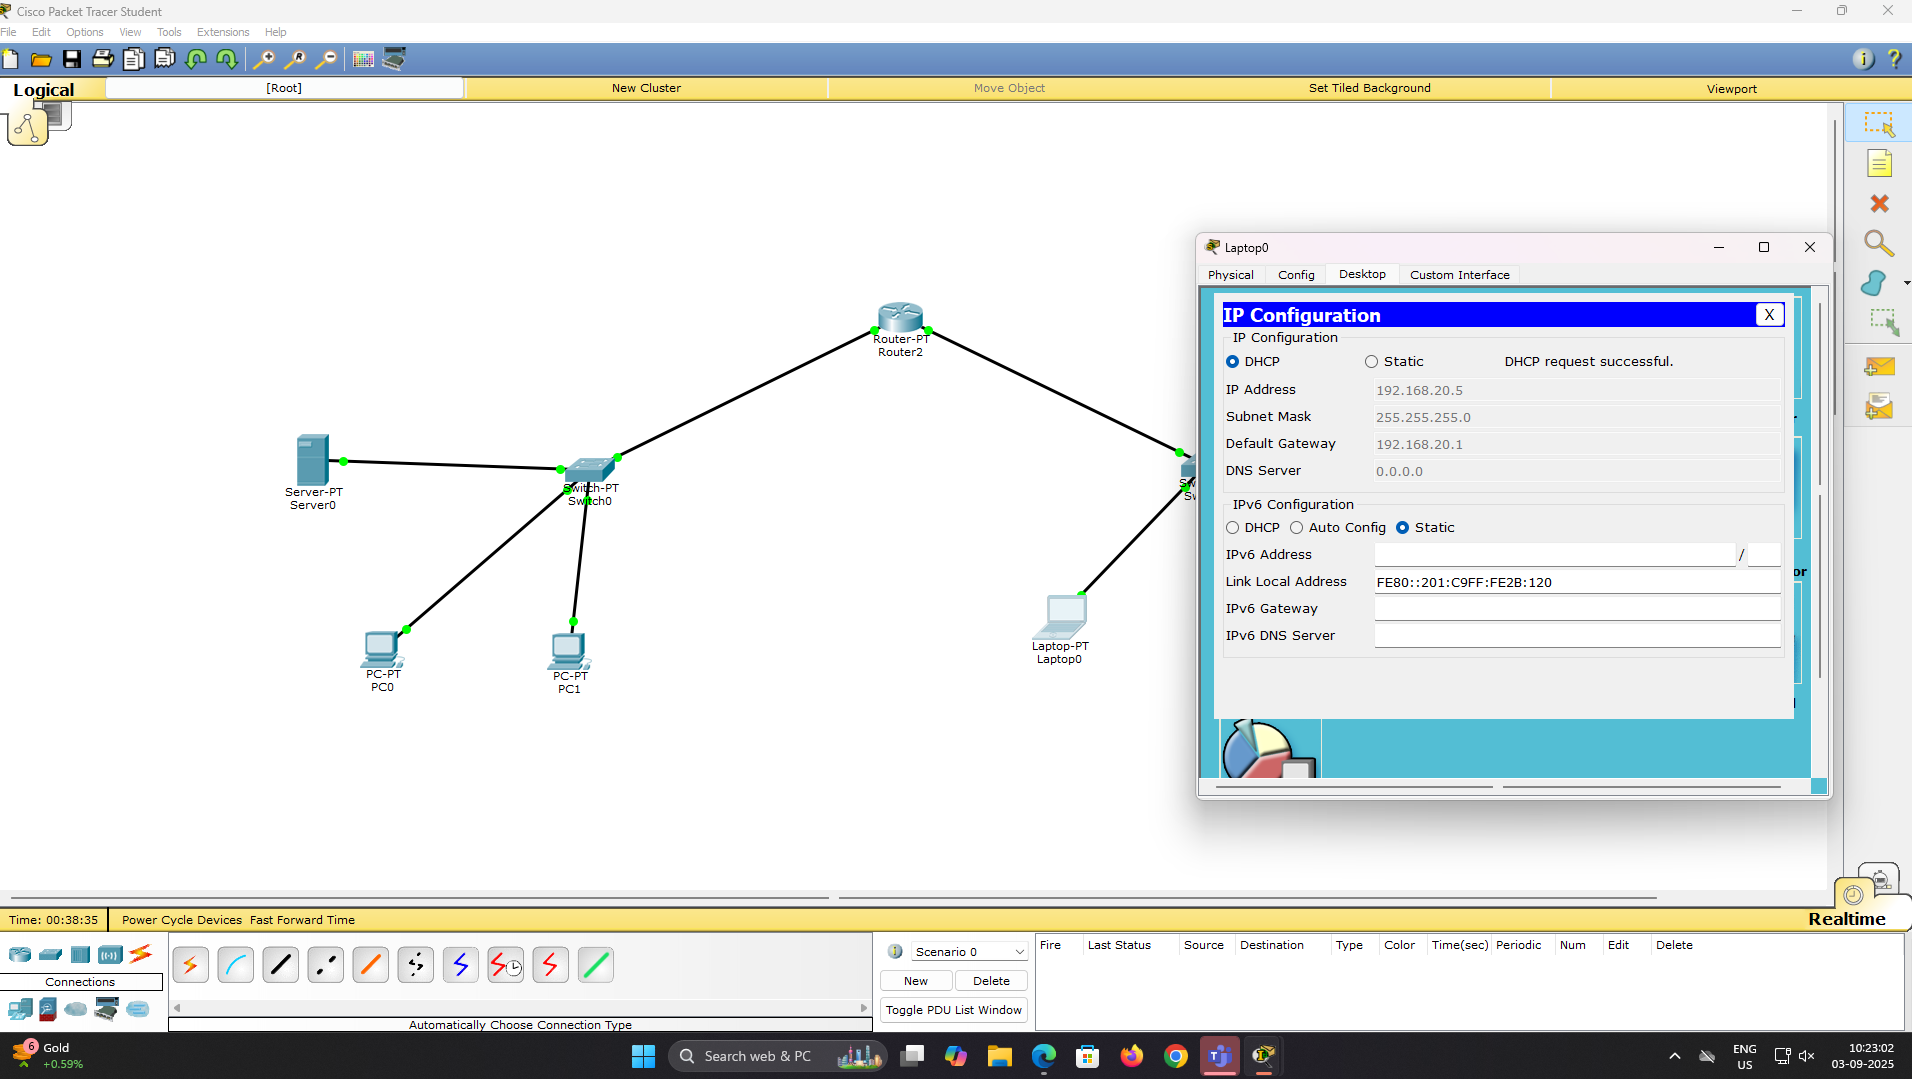 Cisco Packet Tracer Student
File Edit Options View Tools Extensions Help
Logical [Root] New Cluster Move Object Set Tiled Background Viewport
Router-PT
Router2
Server-PT
Server0
Switch-PT
Switch0
PC-PT
PC0
PC-PT
PC1
Laptop-PT
Laptop0
Laptop0
Physical Config Desktop Custom Interface
IP Configuration X
IP Configuration
DHCP Static DHCP request successful.
IP Address 192.168.20.5
Subnet Mask 255.255.255.0
Default Gateway 192.168.20.1
DNS Server 0.0.0.0
IPv6 Configuration
DHCP Auto Config Static
IPv6 Address /
Link Local Address FE80::201:C9FF:FE2B:120
IPv6 Gateway
IPv6 DNS Server
Time: 00:38:35 Power Cycle Devices Fast Forward Time
Realtime
Connections
Automatically Choose Connection Type
Scenario 0
New Delete
Toggle PDU List Window
Fire Last Status Source Destination Type Color Time(sec) Periodic Num Edit Delete
6
Gold
+0.59%
Search web & PC
ENG
US
10:23:02
03-09-2025